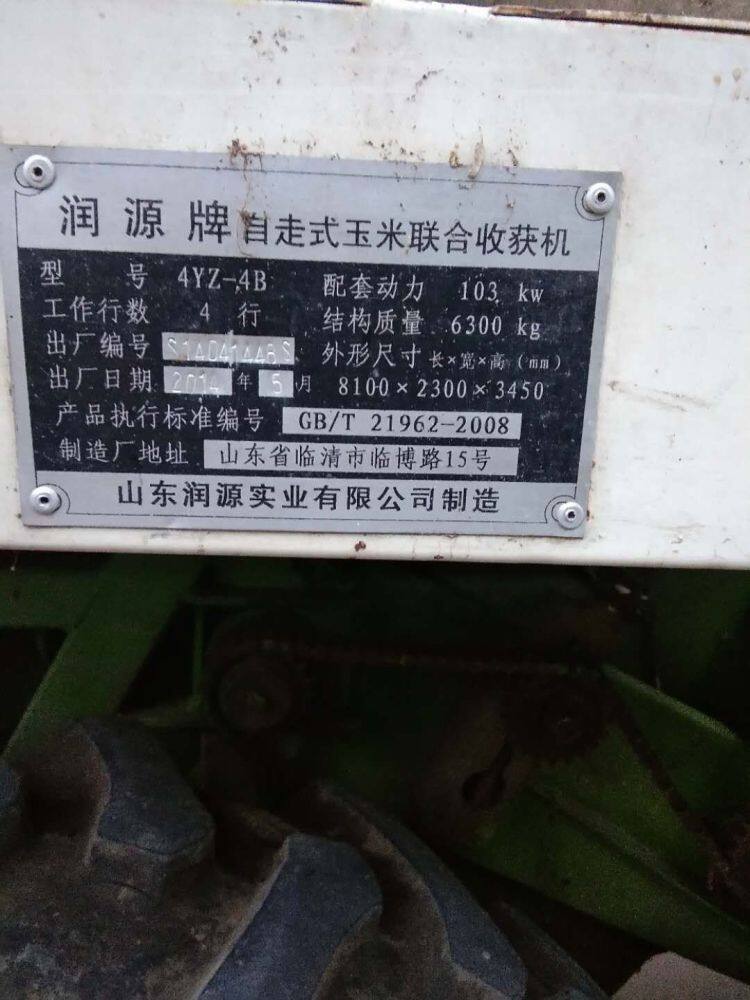 润源牌自走式玉米联合收获机
型 号 4YZ-4B 配套动力 103 kw
工作行数 4 行 结构质量 6300 kg
出厂编号 外形尺寸 长×宽×高(mm)
出厂日期 2014 年 5 月 8100×2300×3450
产品执行标准编号 GB/T 21962-2008
制造厂地址 山东省临清市临博路15号
山东润源实业有限公司制造